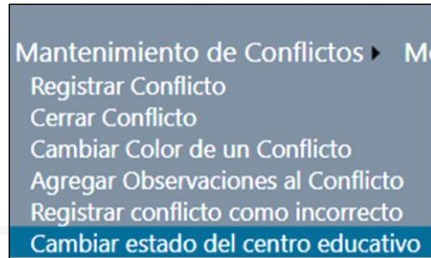 Mantenimiento de Conflictos
Registrar Conflicto
Cerrar Conflicto
Cambiar Color de un Conflicto
Agregar Observaciones al Conflicto
Registrar conflicto como incorrecto
Cambiar estado del centro educativo